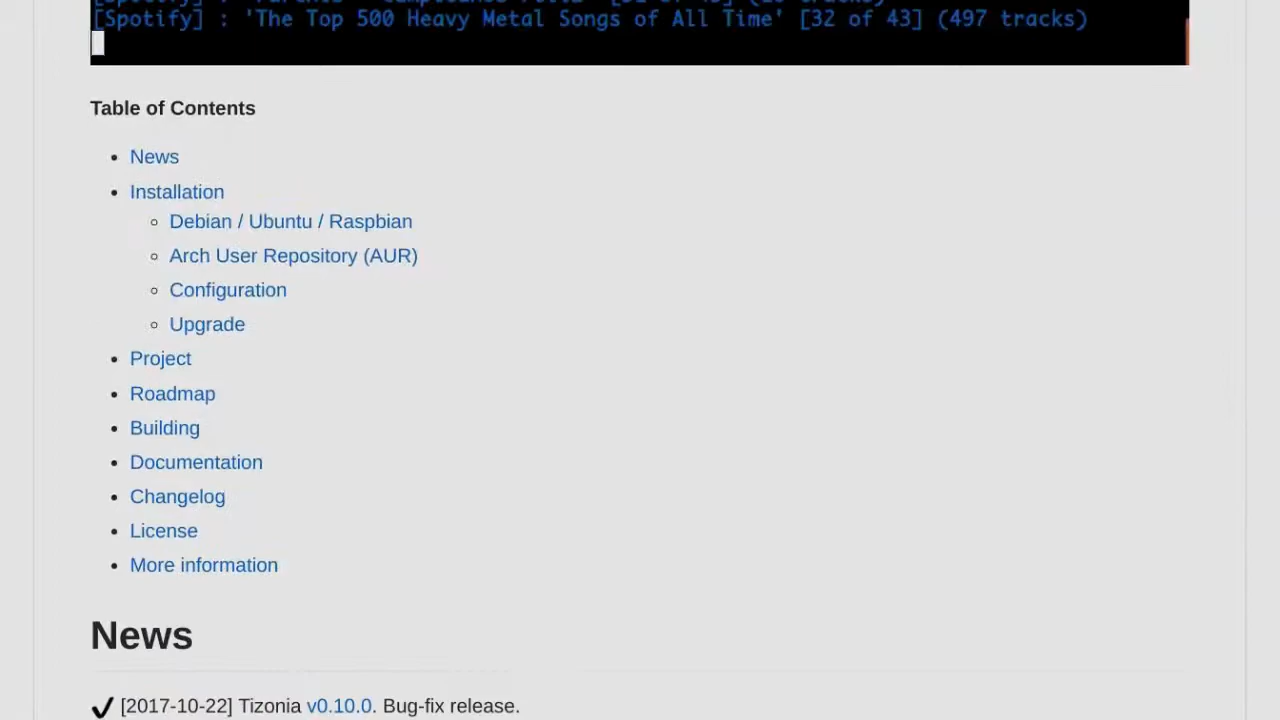 [Spotify] : 'The Top 500 Heavy Metal Songs of All Time' [32 of 43] (497 tracks)
Table of Contents
News
Installation
Debian / Ubuntu / Raspbian
Arch User Repository (AUR)
Configuration
Upgrade
Project
Roadmap
Building
Documentation
Changelog
License
More information
News
✔ [2017-10-22] Tizonia v0.10.0. Bug-fix release.